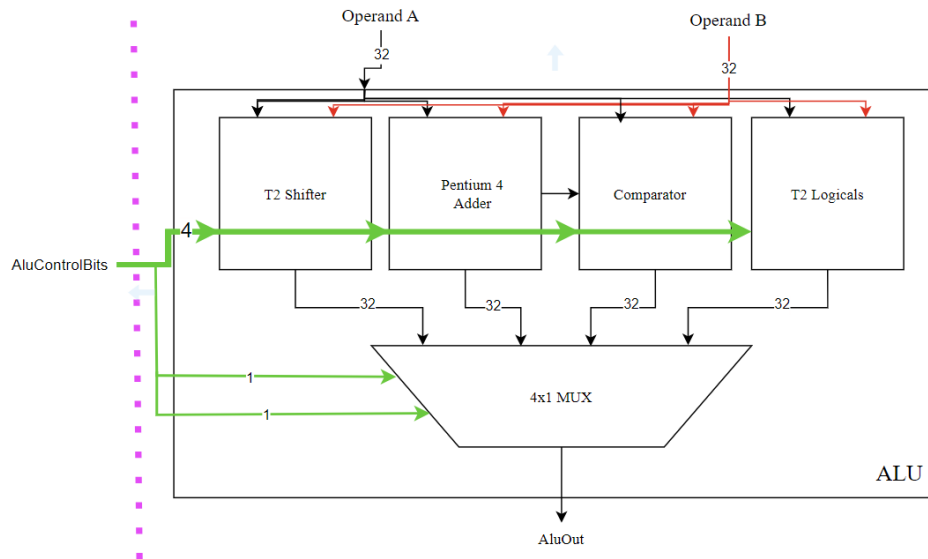 Operand A
Operand B
32
32
T2 Shifter
Pentium 4
Adder
Comparator
T2 Logicals
4
AluControlBits
32
32
32
32
1
4x1 MUX
1
ALU
AluOut